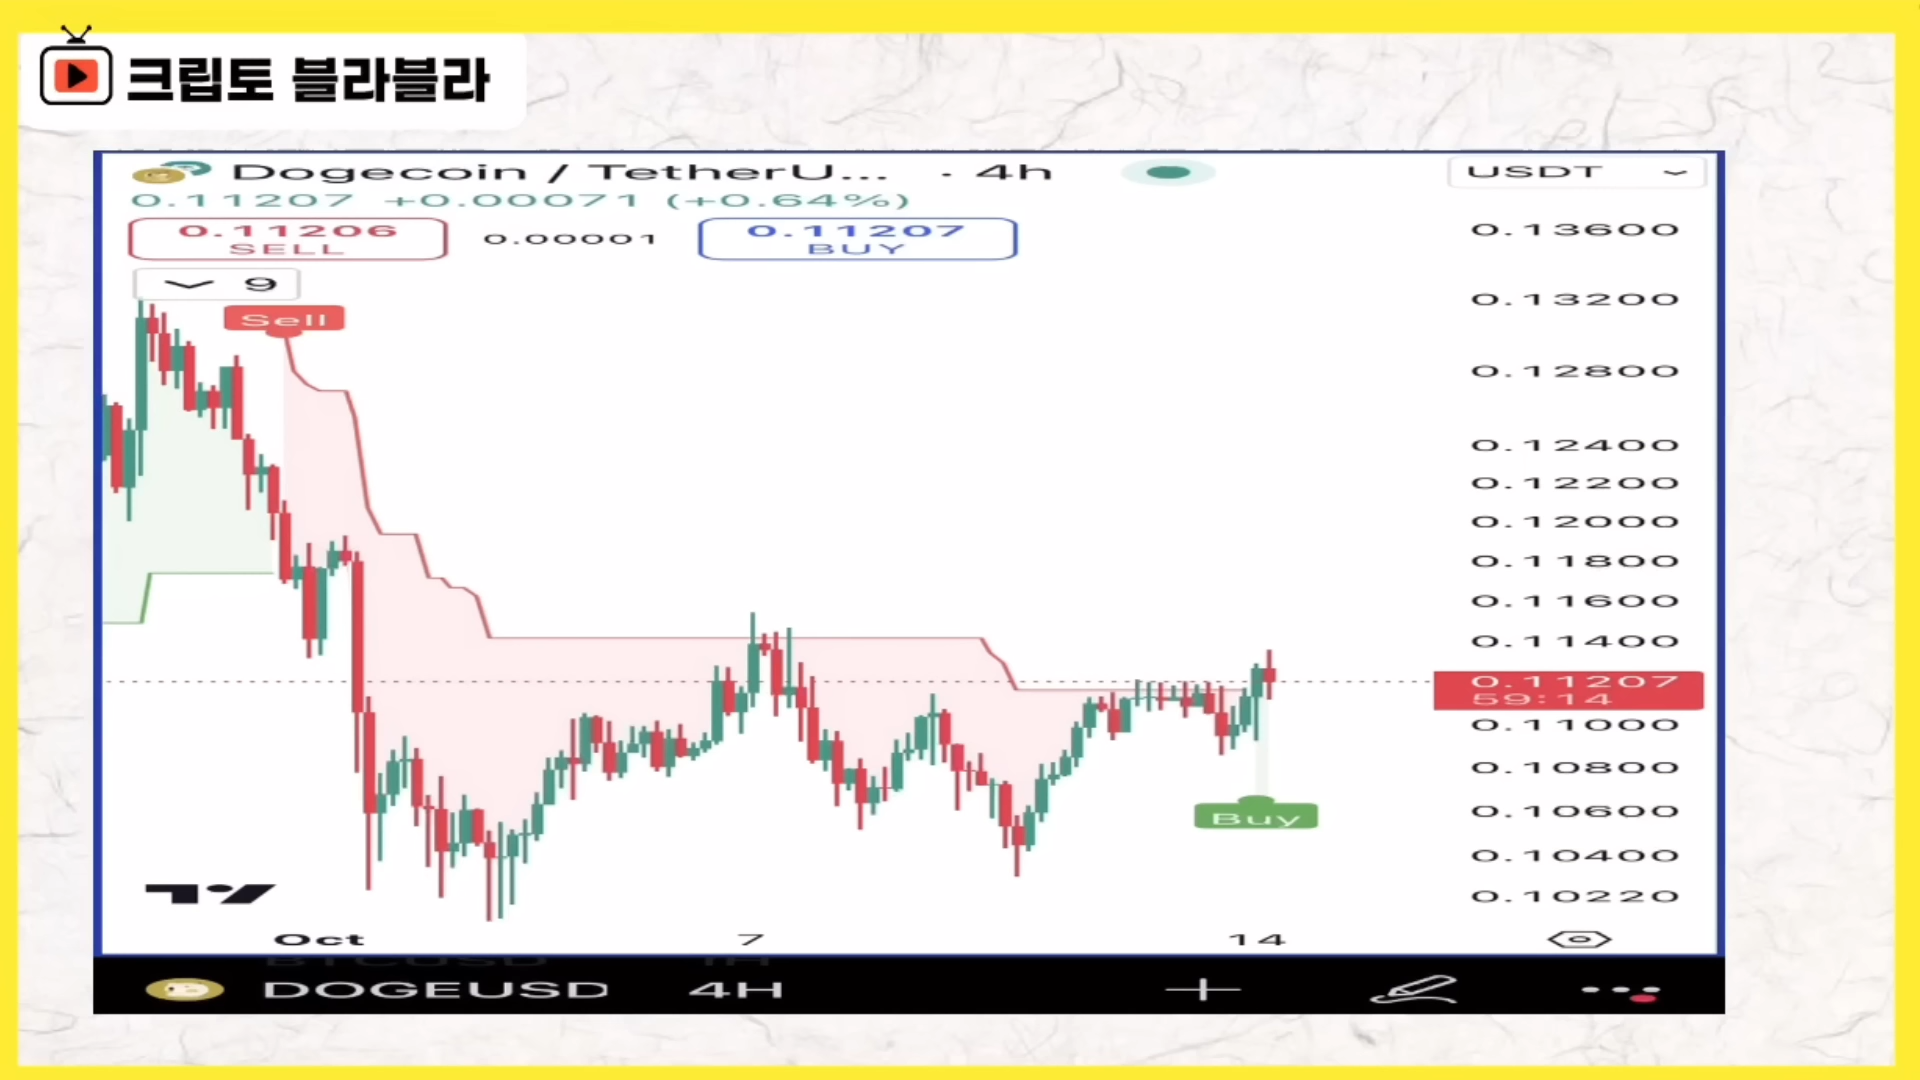 크립토 블라블라
Dogecoin / TetherU... · 4h
USDT
0.11207 +0.00071 (+0.64%)
0.11206
SELL
0.00001
0.11207
BUY
9
Sell
0.13600
0.13200
0.12800
0.12400
0.12200
0.12000
0.11800
0.11600
0.11400
0.11207
59:14
0.11000
0.10800
0.10600
0.10400
0.10220
Buy
Oct
7
14
BTCUSD 1H
DOGEUSD 4H